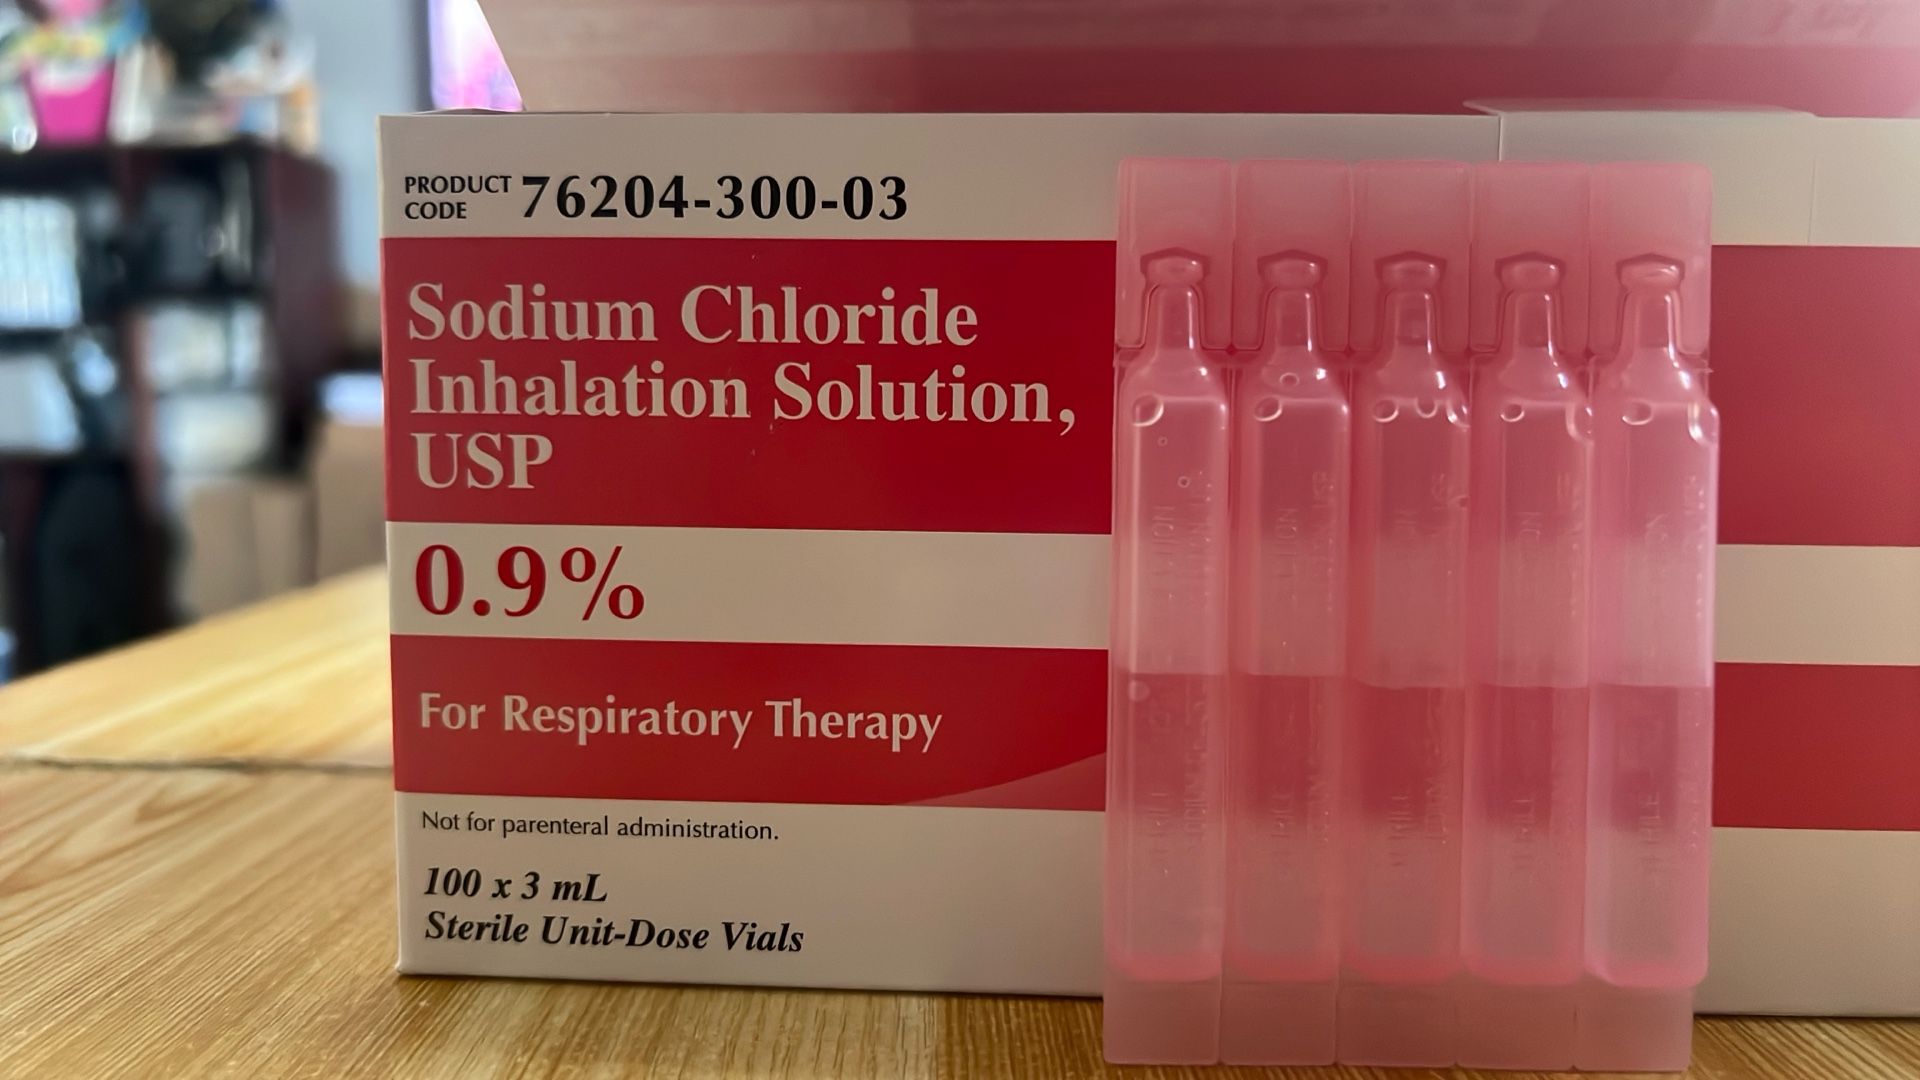 PRODUCT
CODE
76204-300-03
Sodium Chloride
Inhalation Solution,
USP
0.9%
For Respiratory Therapy
Not for parenteral administration.
100 x 3 mL
Sterile Unit-Dose Vials